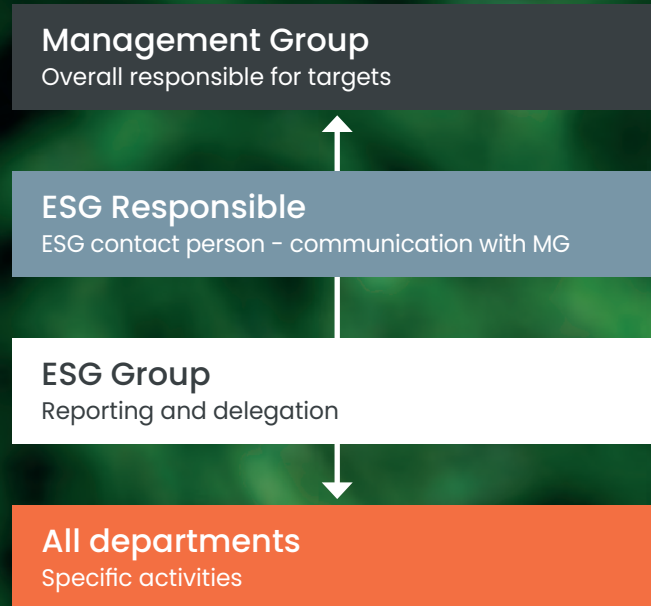 Management Group
Overall responsible for targets
ESG Responsible
ESG contact person - communication with MG
ESG Group
Reporting and delegation
All departments
Specific activities